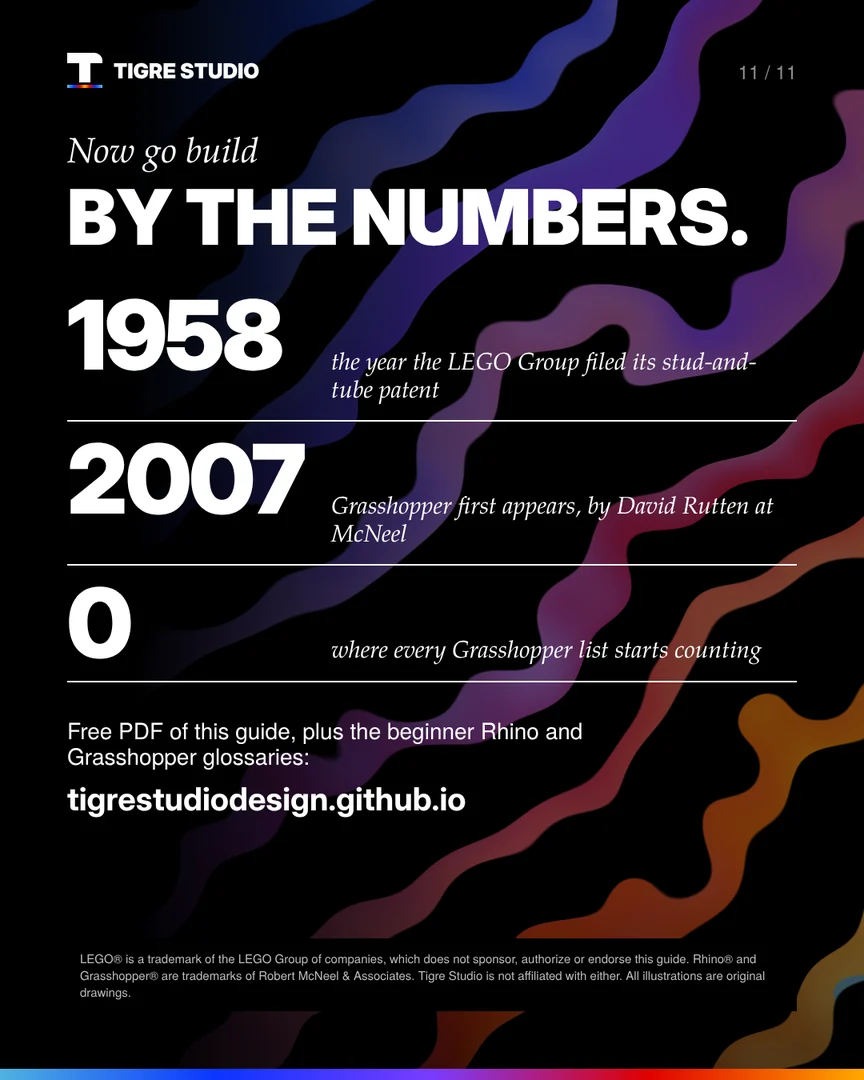 TIGRE STUDIO
11 / 11
Now go build
BY THE NUMBERS.
1958
the year the LEGO Group filed its stud-and-
tube patent
2007
Grasshopper first appears, by David Rutten at
McNeel
0
where every Grasshopper list starts counting
Free PDF of this guide, plus the beginner Rhino and
Grasshopper glossaries:
tigrestudiodesign.github.io
LEGO® is a trademark of the LEGO Group of companies, which does not sponsor, authorize or endorse this guide. Rhino® and
Grasshopper® are trademarks of Robert McNeel & Associates. Tigre Studio is not affiliated with either. All illustrations are original
drawings.